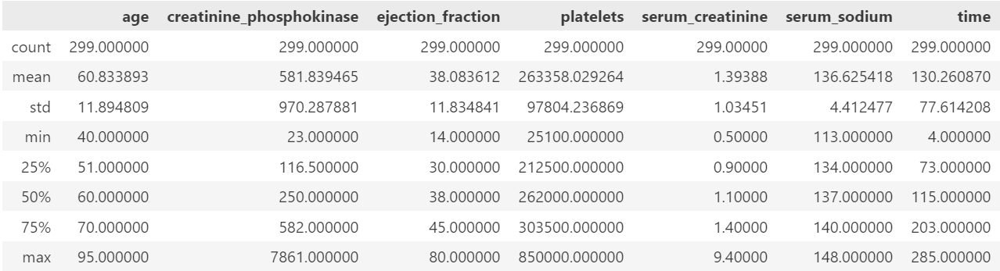 age creatinine_phosphokinase ejection_fraction platelets serum_creatinine serum_sodium time
count 299.000000 299.000000 299.000000 299.000000 299.00000 299.000000 299.000000
mean 60.833893 581.839465 38.083612 263358.029264 1.39388 136.625418 130.260870
std 11.894809 970.287881 11.834841 97804.236869 1.03451 4.412477 77.614208
min 40.000000 23.000000 14.000000 25100.000000 0.50000 113.000000 4.000000
25% 51.000000 116.500000 30.000000 212500.000000 0.90000 134.000000 73.000000
50% 60.000000 250.000000 38.000000 262000.000000 1.10000 137.000000 115.000000
75% 70.000000 582.000000 45.000000 303500.000000 1.40000 140.000000 203.000000
max 95.000000 7861.000000 80.000000 850000.000000 9.40000 148.000000 285.000000